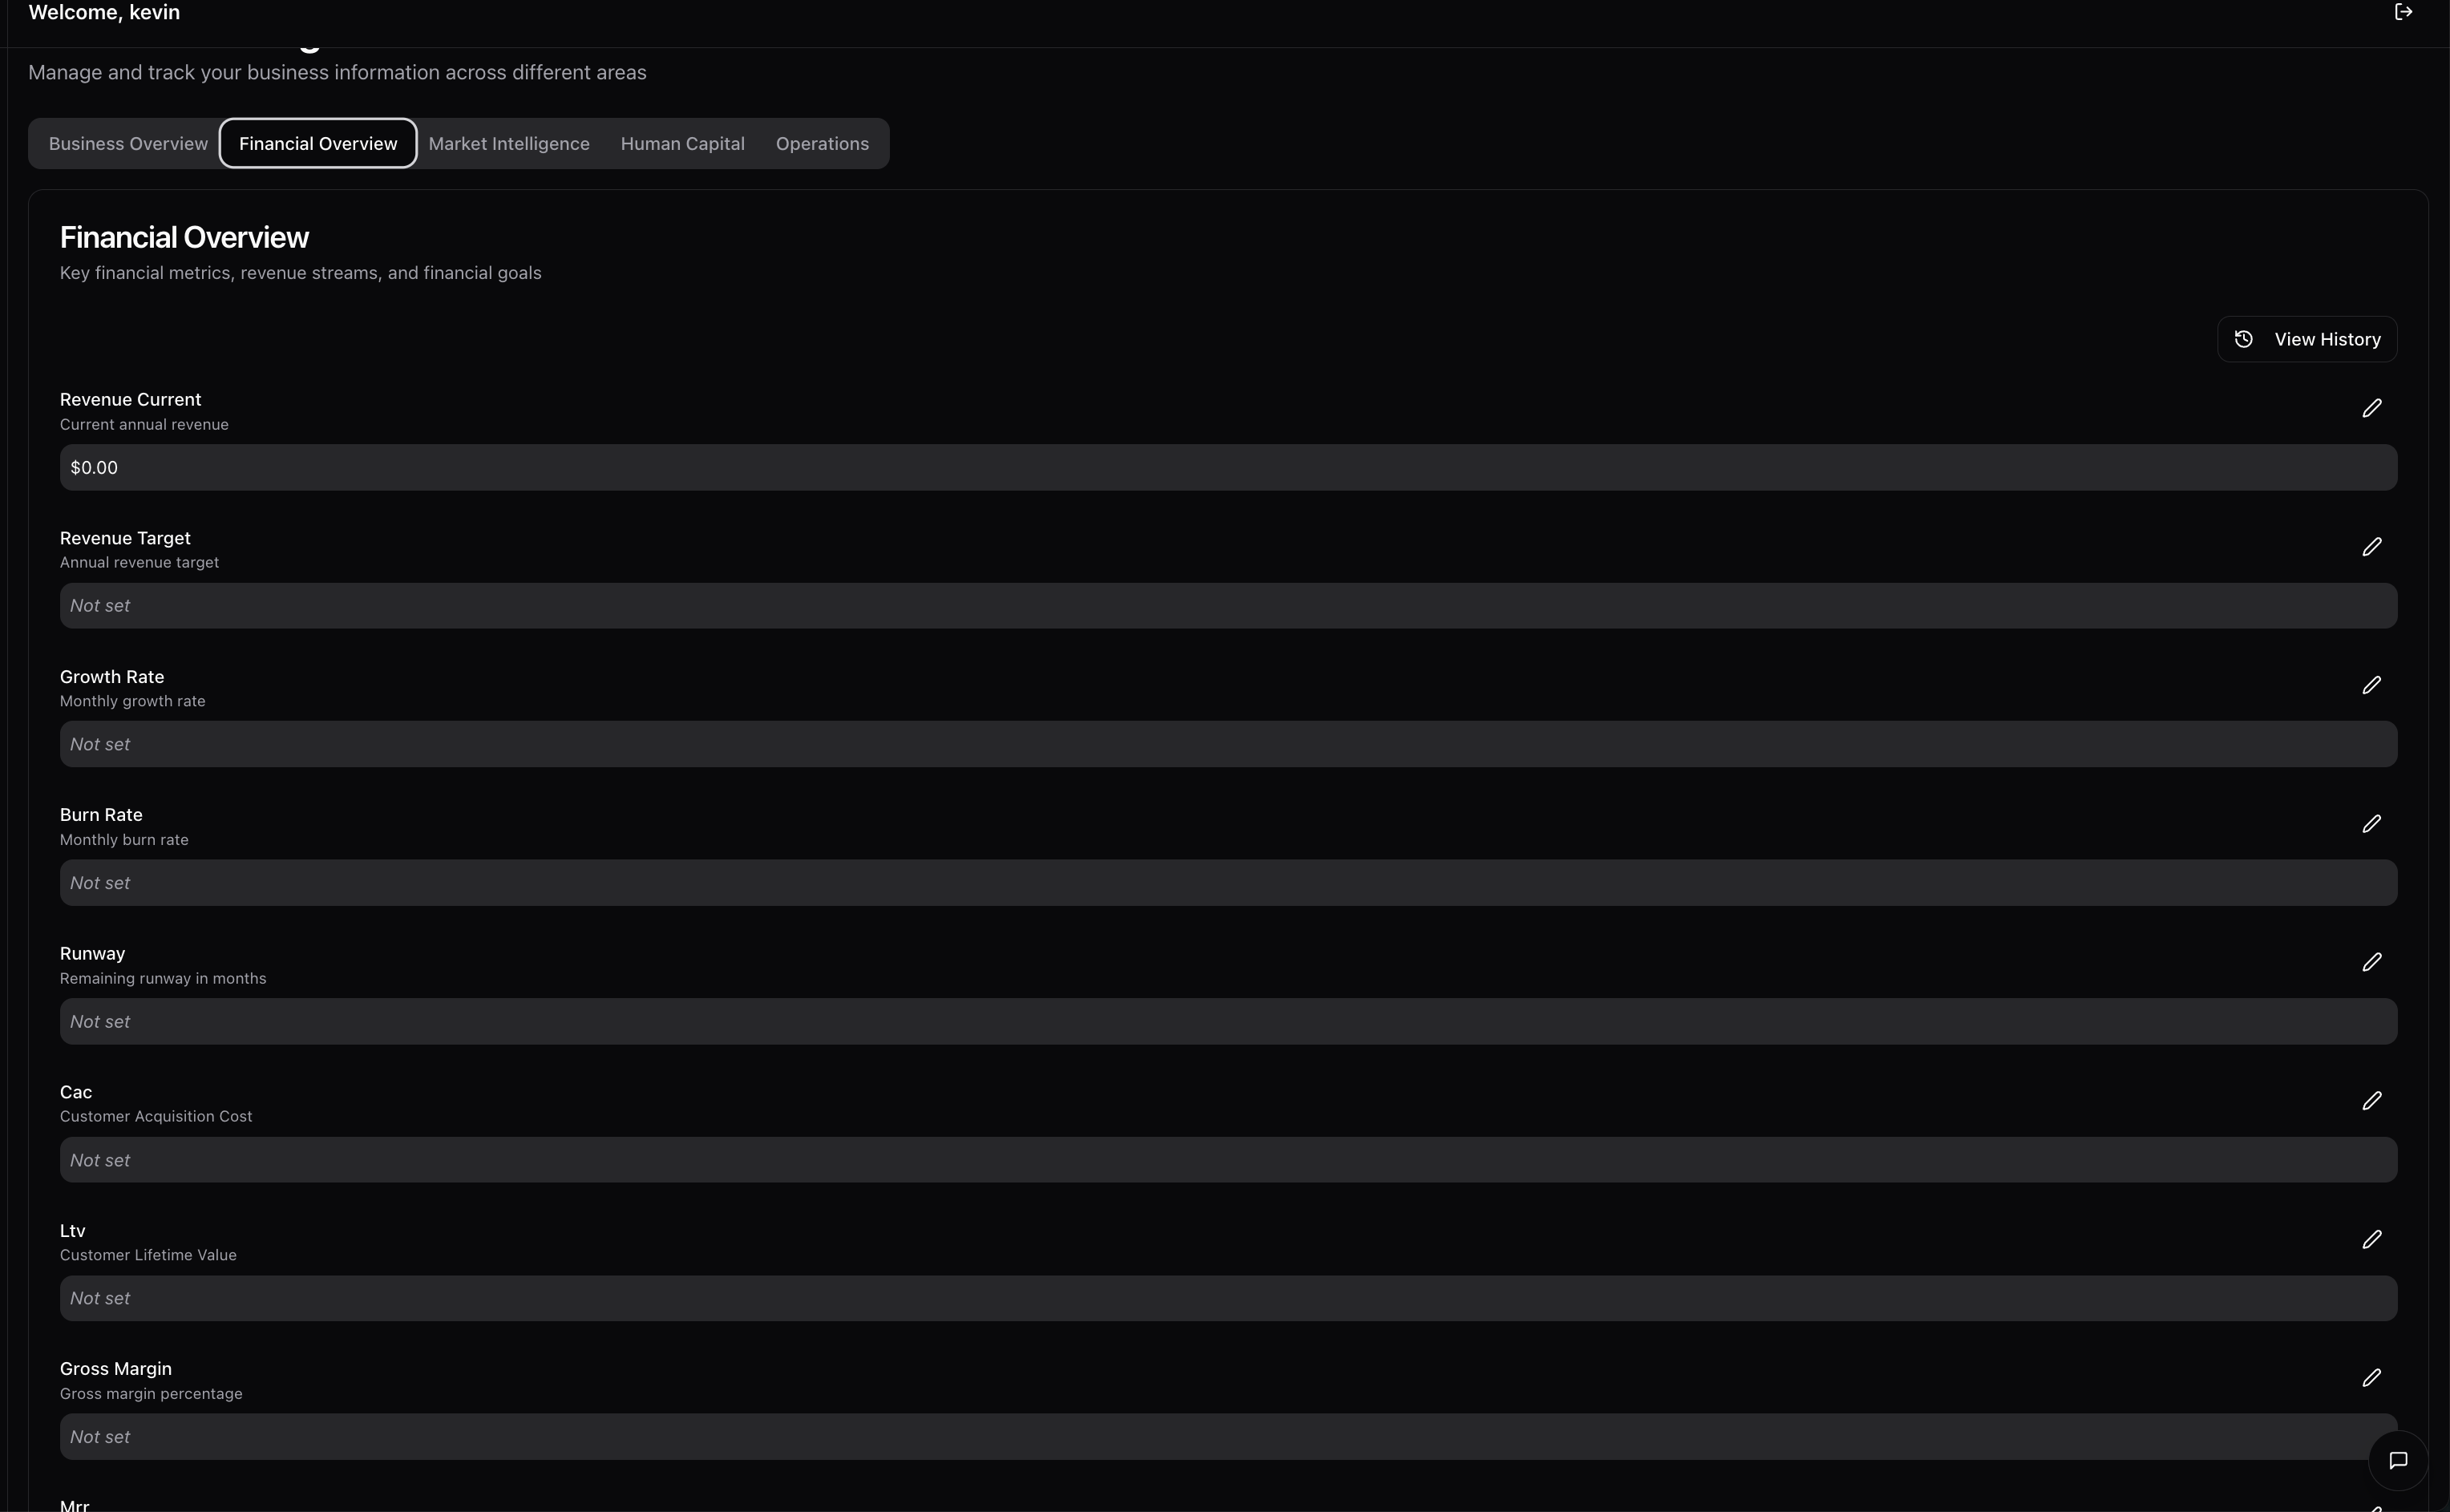 Welcome, kevin
Manage and track your business information across different areas
Business Overview Financial Overview Market Intelligence Human Capital Operations
Financial Overview
Key financial metrics, revenue streams, and financial goals
View History
Revenue Current
Current annual revenue
$0.00
Revenue Target
Annual revenue target
Not set
Growth Rate
Monthly growth rate
Not set
Burn Rate
Monthly burn rate
Not set
Runway
Remaining runway in months
Not set
Cac
Customer Acquisition Cost
Not set
Ltv
Customer Lifetime Value
Not set
Gross Margin
Gross margin percentage
Not set
Mrr